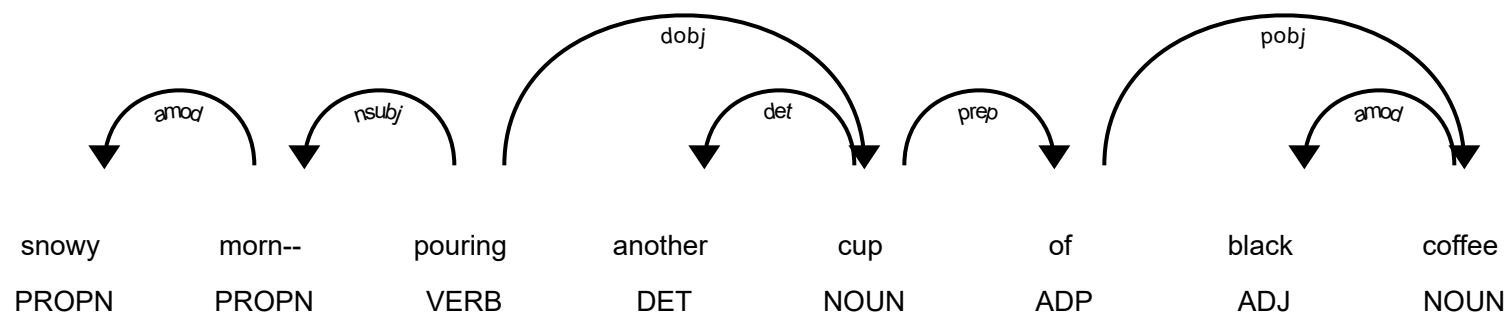 dobj pobj
amod nsubj det prep amod
snowy morn-- pouring another cup of black coffee
PROPN PROPN VERB DET NOUN ADP ADJ NOUN